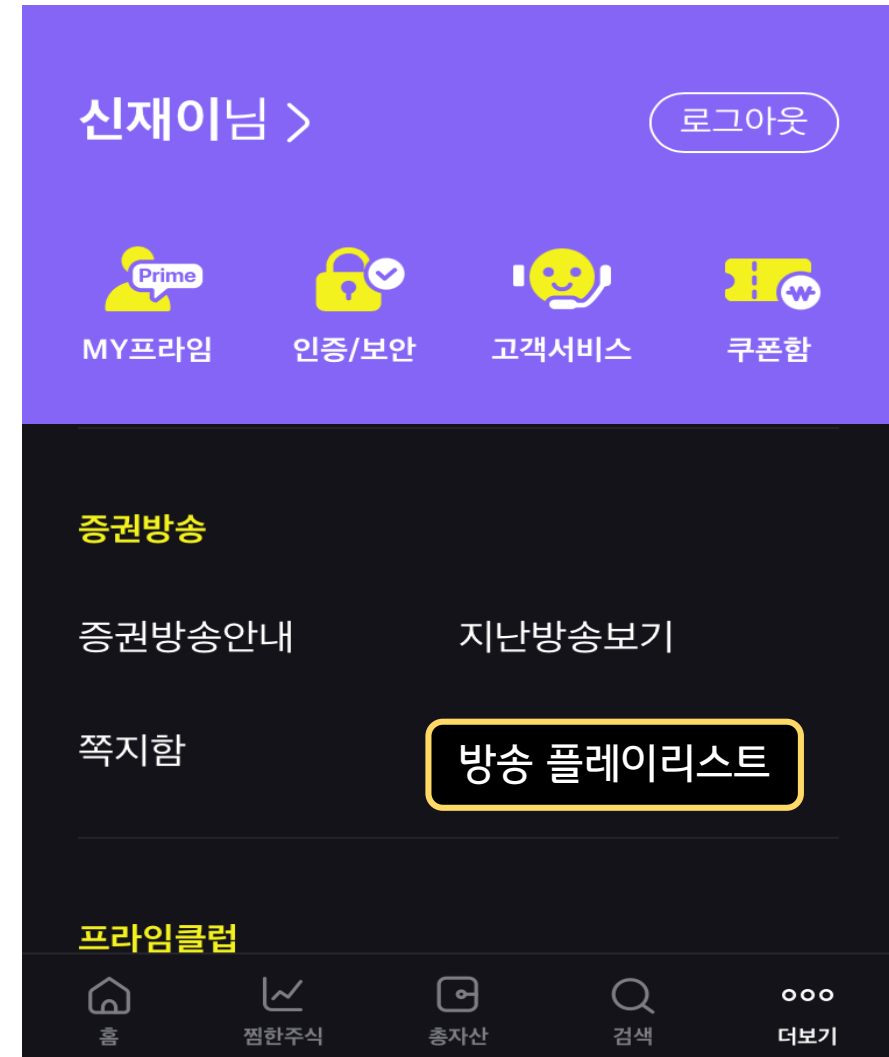 신재이님 >
로그아웃
Prime
MY프라임
인증/보안
고객서비스
₩
쿠폰함
증권방송
증권방송안내
지난방송보기
쪽지함
방송 플레이리스트
프라임클럽
홈
찜한주식
총자산
검색
더보기